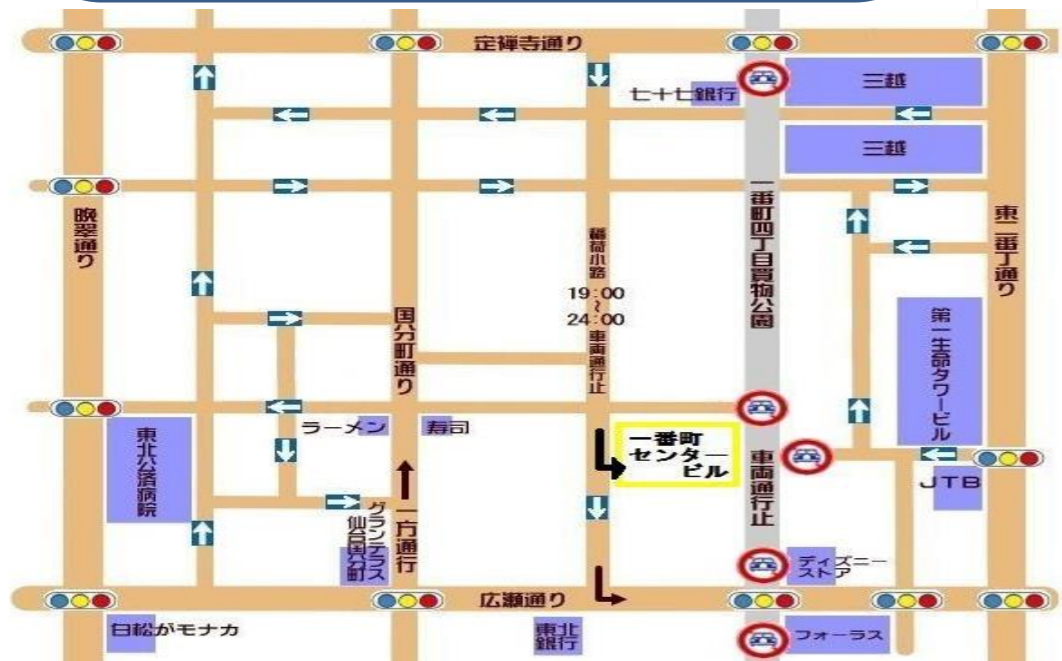 定禅寺通り
七十七銀行
三越
三越
晩翠通り
稲荷小路
19:00
～
24:00
車両通行止
一番町四丁目買物公園
東二番丁通り
国分町通り
第一生命タワービル
ラーメン
寿司
一番町
センター
ビル
車両通行止
東北公済病院
JTB
グランテラス
仙台国分町
一方通行
ディズニー
ストア
広瀬通り
白松がモナカ
東北
銀行
フォーラス